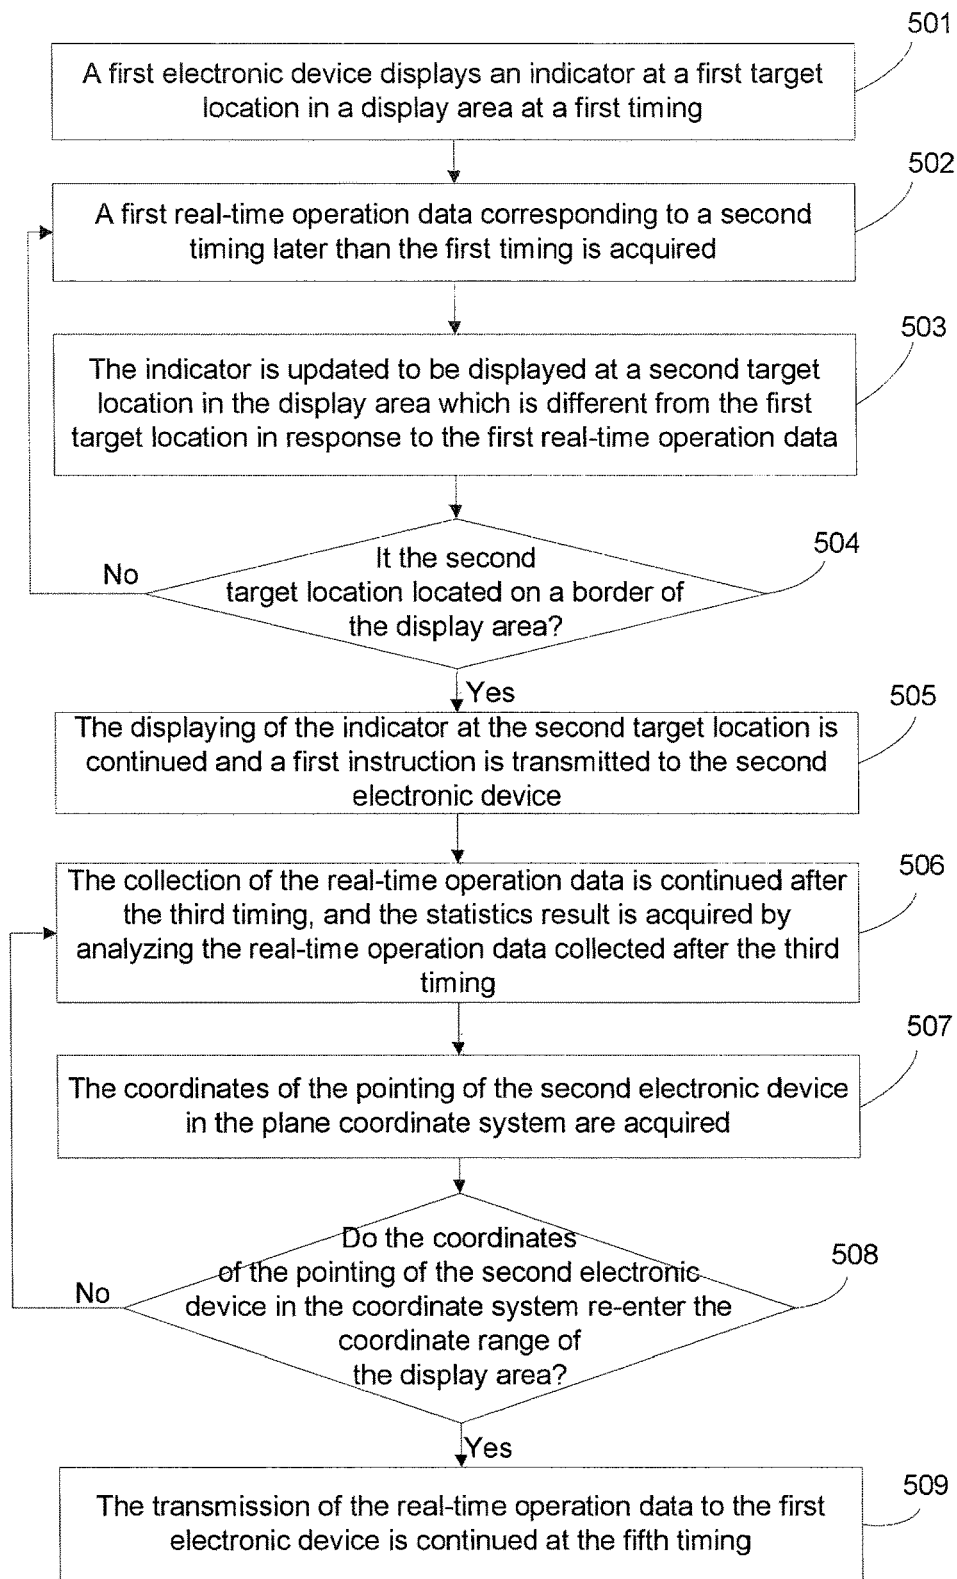 501
A first electronic device displays an indicator at a first target
location in a display area at a first timing
502
A first real-time operation data corresponding to a second
timing later than the first timing is acquired
503
The indicator is updated to be displayed at a second target
location in the display area which is different from the first
target location in response to the first real-time operation data
504
It the second
target location located on a border of
the display area?
No
Yes
505
The displaying of the indicator at the second target location is
continued and a first instruction is transmitted to the second
electronic device
506
The collection of the real-time operation data is continued after
the third timing, and the statistics result is acquired by
analyzing the real-time operation data collected after the third
timing
507
The coordinates of the pointing of the second electronic device
in the plane coordinate system are acquired
508
Do the coordinates
of the pointing of the second electronic
device in the coordinate system re-enter the
coordinate range of
the display area?
No
Yes
509
The transmission of the real-time operation data to the first
electronic device is continued at the fifth timing